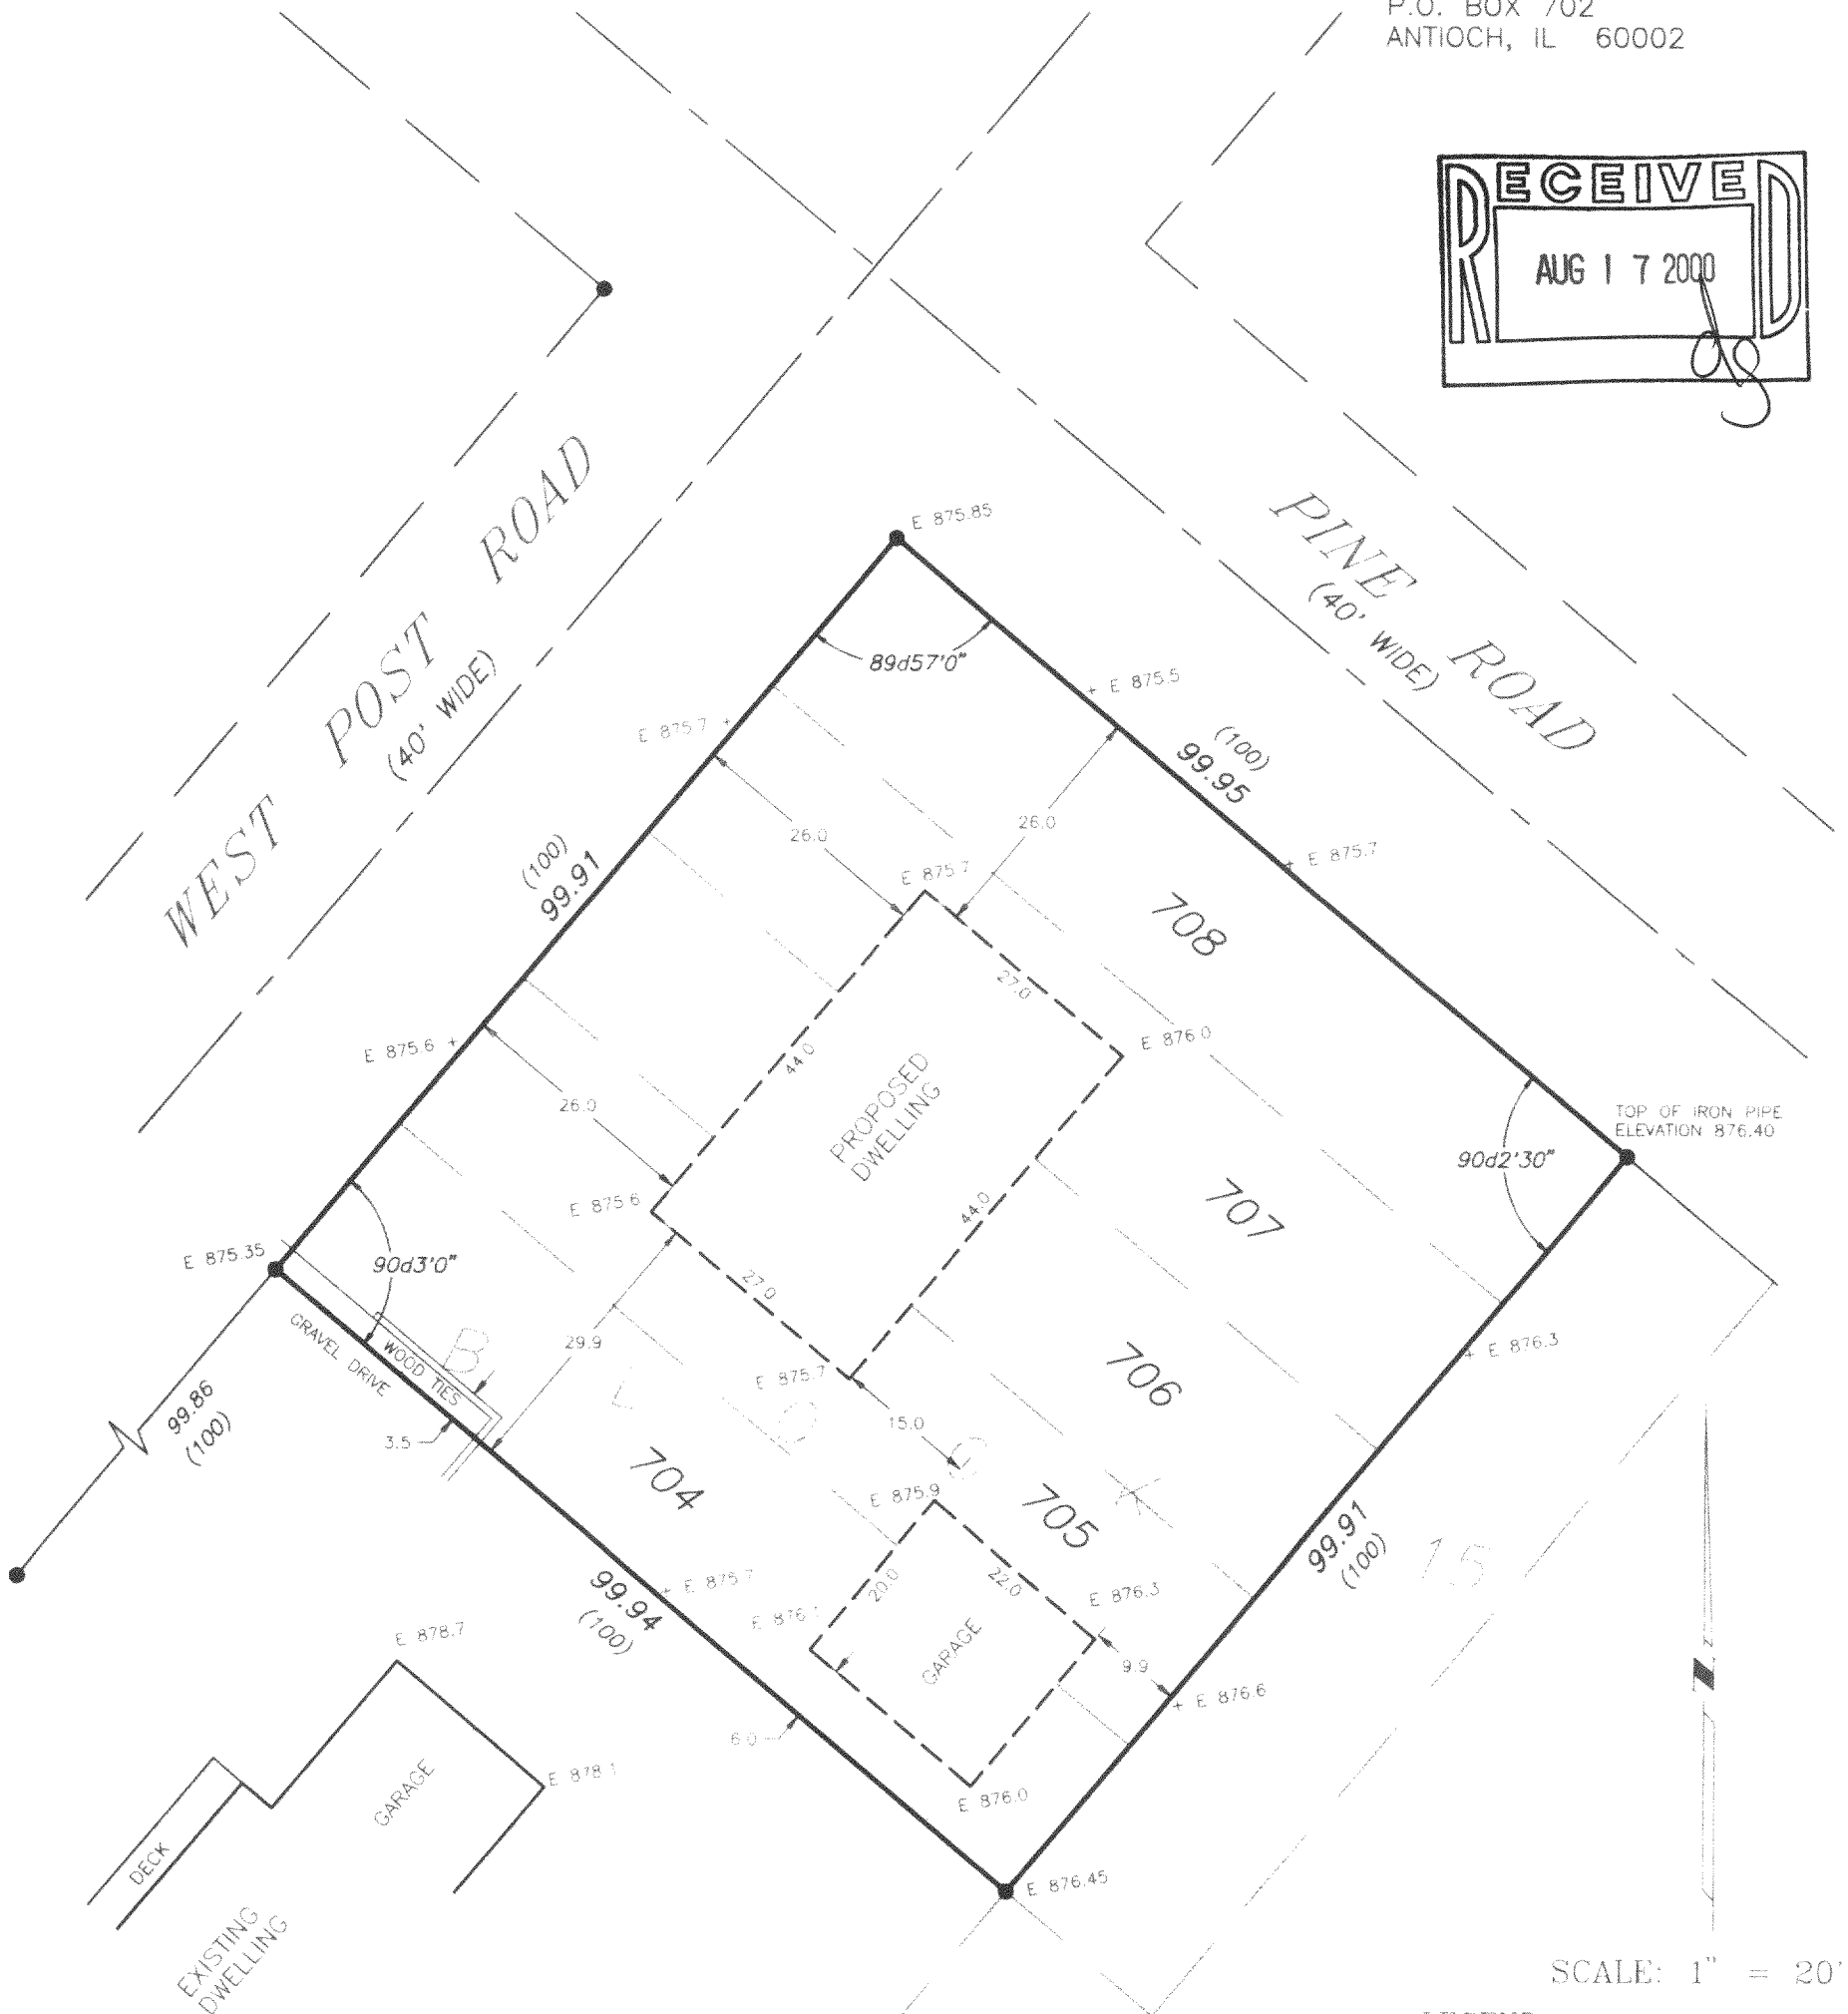 P.O. BOX 702
ANTIOCH, IL 60002
RECEIVED
AUG 17 2000
WEST POST ROAD
(40' WIDE)
PINE ROAD
(40' WIDE)
E 875.85
89d57'0"
E 875.5
E 875.7
(100)
99.95
26.0
26.0
E 875.7
E 875.7
(100)
99.91
708
27.0
E 875.6
44.0
E 876.0
PROPOSED
DWELLING
26.0
TOP OF IRON PIPE
ELEVATION 876.40
90d2'30"
E 875.6
44.0
707
E 875.35
90d3'0"
27.0
GRAVEL DRIVE
WOOD TIES
B
L
29.9
E 876.3
E 875.7
706
99.86
(100)
3.5
15.0
O
C
K
704
E 875.9
705
99.91
(100)
15
E 875.7
20.0
22.0
E 876.3
99.94
(100)
E 876.
E 878.7
GARAGE
9.9
E 876.6
6.0
E 878.1
GARAGE
E 876.0
DECK
E 876.45
EXISTING
DWELLING
SCALE: 1" = 20'